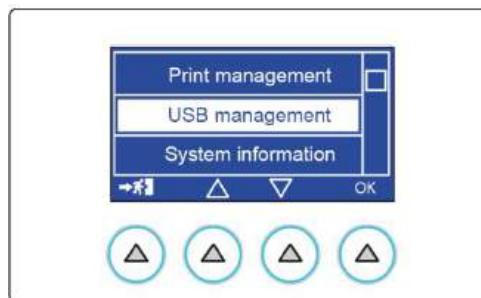 Print management
USB management
System information
OK